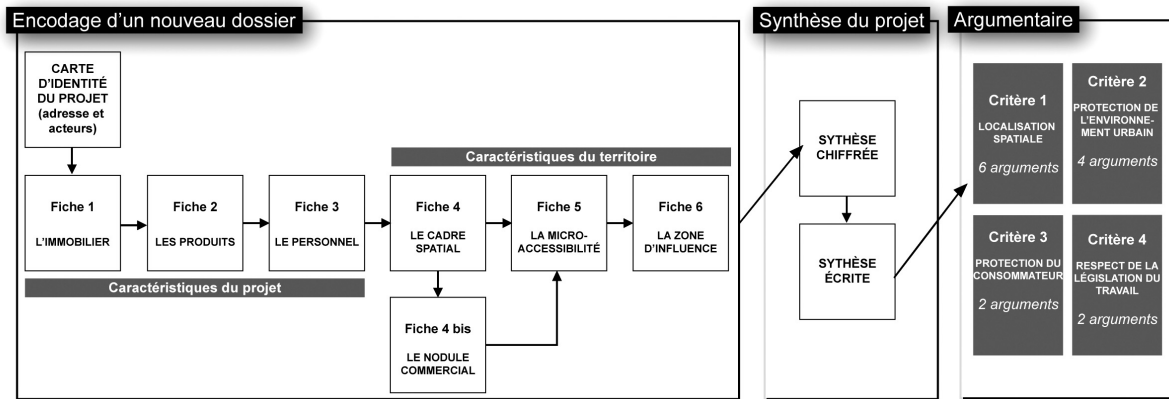 Encodage d'un nouveau dossier
CARTE
D'IDENTITÉ
DU PROJET
(adresse et
acteurs)
Caractéristiques du territoire
Fiche 1
L'IMMOBILIER
Fiche 2
LES PRODUITS
Fiche 3
LE PERSONNEL
Fiche 4
LE CADRE
SPATIAL
Fiche 5
LA MICRO-
ACCESSIBILITÉ
Fiche 6
LA ZONE
D'INFLUENCE
Caractéristiques du projet
Fiche 4 bis
LE NODULE
COMMERCIAL
Synthèse du projet
SYTHÈSE
CHIFFRÉE
SYTHÈSE
ÉCRITE
Argumentaire
Critère 1
LOCALISATION
SPATIALE
6 arguments
Critère 2
PROTECTION DE
L'ENVIRONNE-
MENT URBAIN
4 arguments
Critère 3
PROTECTION DU
CONSOMMATEUR
2 arguments
Critère 4
RESPECT DE LA
LÉGISLATION DU
TRAVAIL
2 arguments